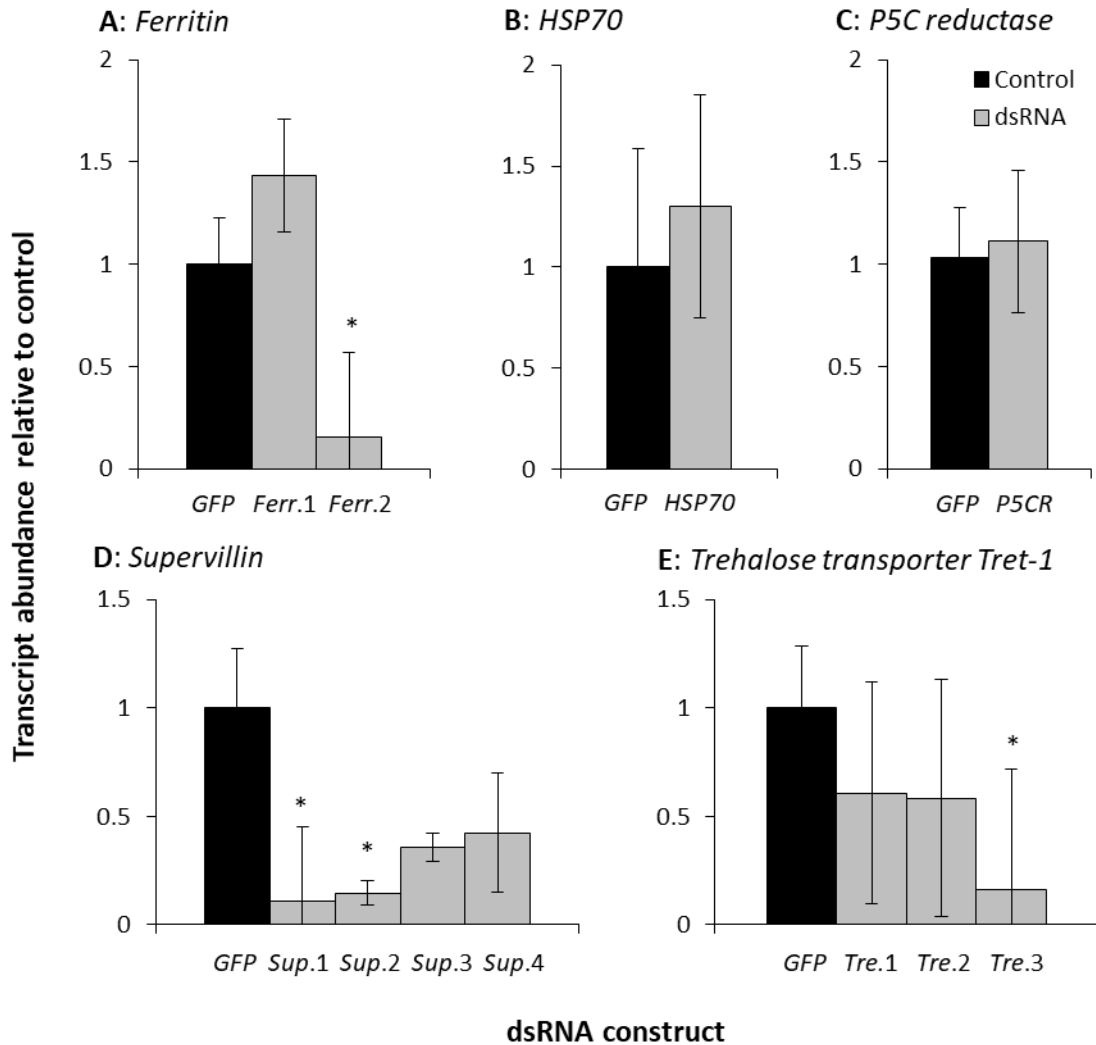 Transcript abundance relative to control
A: Ferritin
2
1.5
1
0.5
0
*
GFP Ferr.1 Ferr.2
B: HSP70
2
1.5
1
0.5
0
GFP HSP70
C: P5C reductase
2
1.5
1
0.5
0
Control
dsRNA
GFP P5CR
D: Supervillin
1.5
1
0.5
0
*
*
GFP Sup.1 Sup.2 Sup.3 Sup.4
E: Trehalose transporter Tret-1
1.5
1
0.5
0
*
GFP Tre.1 Tre.2 Tre.3
dsRNA construct